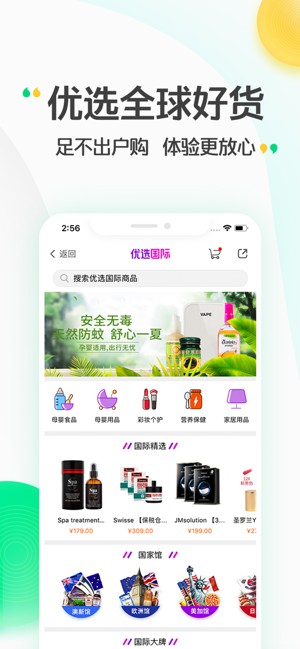 优选全球好货
足不出户购 体验更放心
2:56
返回
优选国际
搜索优选国际商品
安全无毒
天然防蚊 舒心一夏
孕婴适用,出行无忧
VAPE
母婴食品
母婴用品
彩妆个护
营养保健
家居用品
国际精选
Spa
Spa treatment...
¥179.00
Swisse 【保税仓...
¥399.00
JMsolution 【3...
¥199.00
圣罗兰Y
¥319.0
国家馆
澳新馆
欧洲馆
美加馆
日
国际大牌